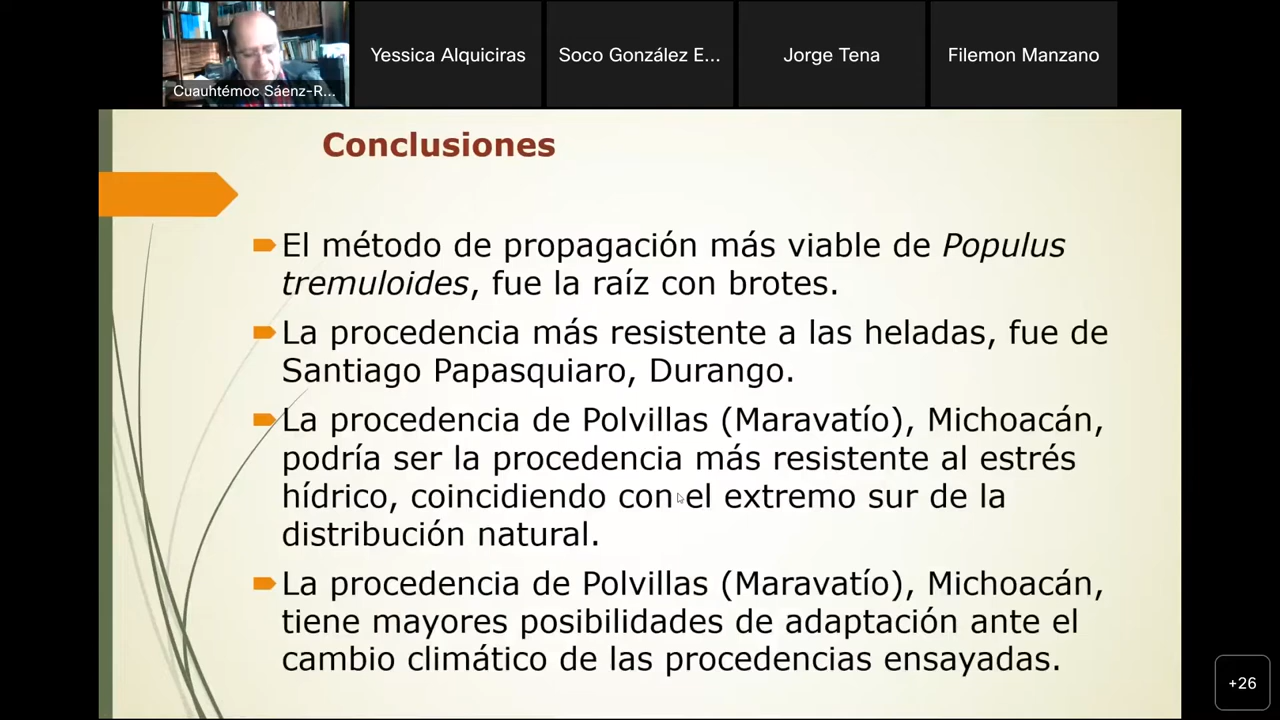 Cuauhtémoc Sáenz-R...
Yessica Alquiciras
Soco González E...
Jorge Tena
Filemon Manzano
Conclusiones
El método de propagación más viable de Populus
tremuloides, fue la raíz con brotes.
La procedencia más resistente a las heladas, fue de
Santiago Papasquiaro, Durango.
La procedencia de Polvillas (Maravatío), Michoacán,
podría ser la procedencia más resistente al estrés
hídrico, coincidiendo con el extremo sur de la
distribución natural.
La procedencia de Polvillas (Maravatío), Michoacán,
tiene mayores posibilidades de adaptación ante el
cambio climático de las procedencias ensayadas.
+26